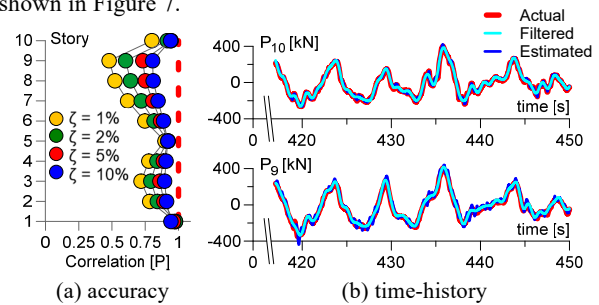 shown in Figure 7.
Story
10
9
8
7
6
5
4
3
2
1
ζ = 1%
ζ = 2%
ζ = 5%
ζ = 10%
0 0.25 0.5 0.75 1
Correlation [P]
(a) accuracy
Actual
Filtered
Estimated
P10 [kN]
400
0
-400
time [s]
0 420 430 440 450
P9 [kN]
400
0
-400
time [s]
0 420 430 440 450
(b) time-history